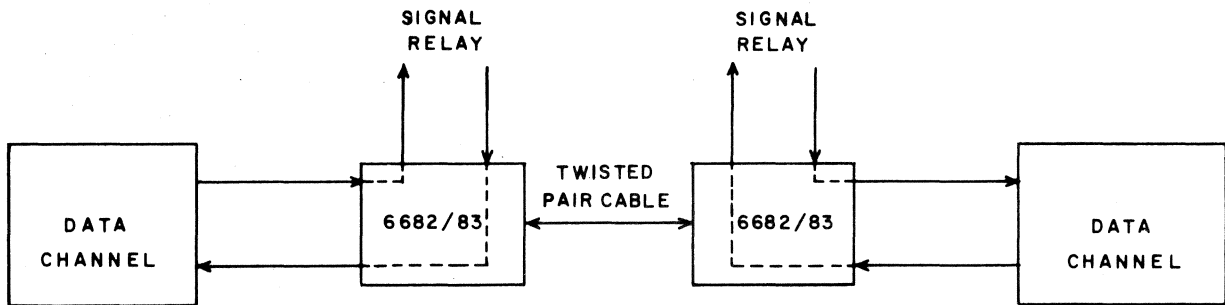 SIGNAL
RELAY
SIGNAL
RELAY
DATA
CHANNEL
6682/83
TWISTED
PAIR CABLE
6682/83
DATA
CHANNEL